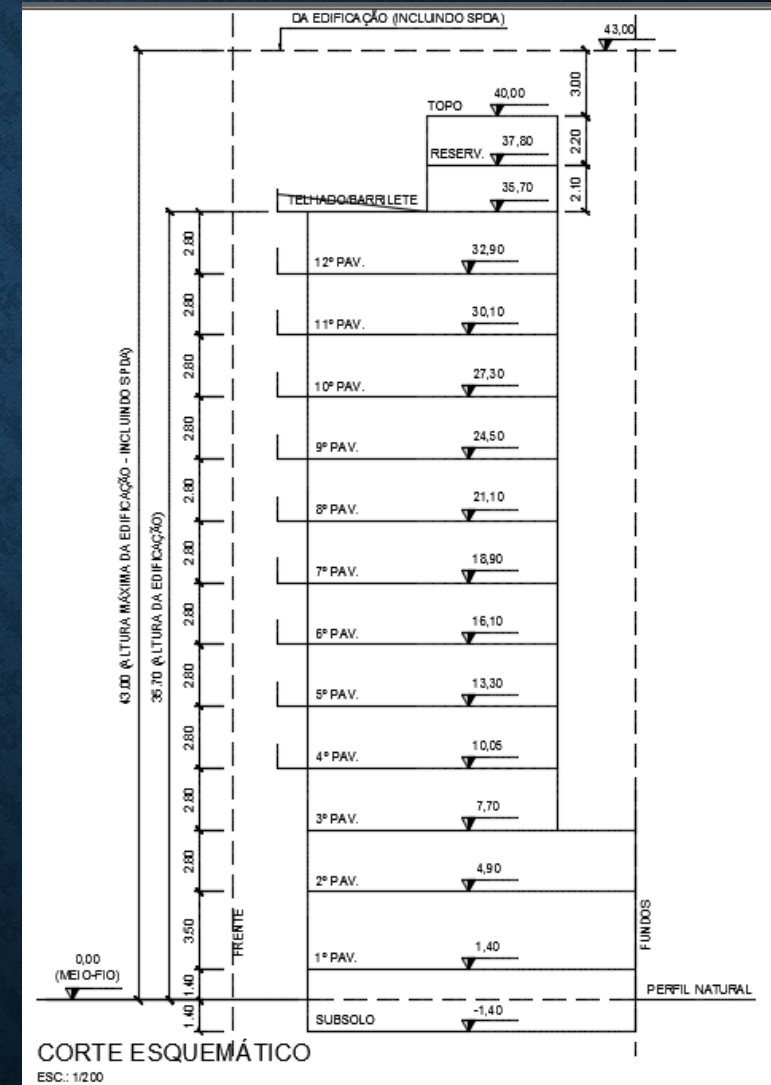 DA EDIFICAÇÃO (INCLUINDO SPDA)
43,00
3.00
TOPO
40,00
2.20
RESERV.
37,80
2.10
TELHADO/BARRILETE
35,70
2.80
12º PAV.
32,90
2.80
11º PAV.
30,10
2.80
10º PAV.
27,30
2.80
9º PAV.
24,50
2.80
8º PAV.
21,10
2.80
7º PAV.
18,90
2.80
6º PAV.
16,10
2.80
5º PAV.
13,30
2.80
4º PAV.
10,05
2.80
3º PAV.
7,70
2.80
2º PAV.
4,90
3.50
1º PAV.
1,40
1.40
1.40
SUBSOLO
-1,40
43.00 (ALTURA MÁXIMA DA EDIFICAÇÃO - INCLUINDO SPDA)
35.70 (ALTURA DA EDIFICAÇÃO)
FRENTE
FUNDOS
0,00
(MEIO-FIO)
PERFIL NATURAL
CORTE ESQUEMÁTICO
ESC.: 1/200